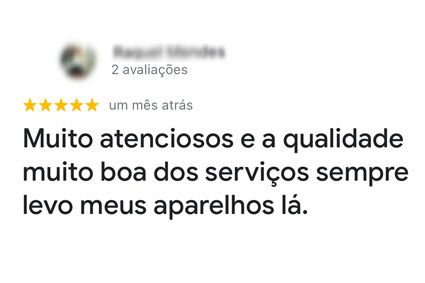 2 avaliações
um mês atrás
Muito atenciosos e a qualidade
muito boa dos serviços sempre
levo meus aparelhos lá.